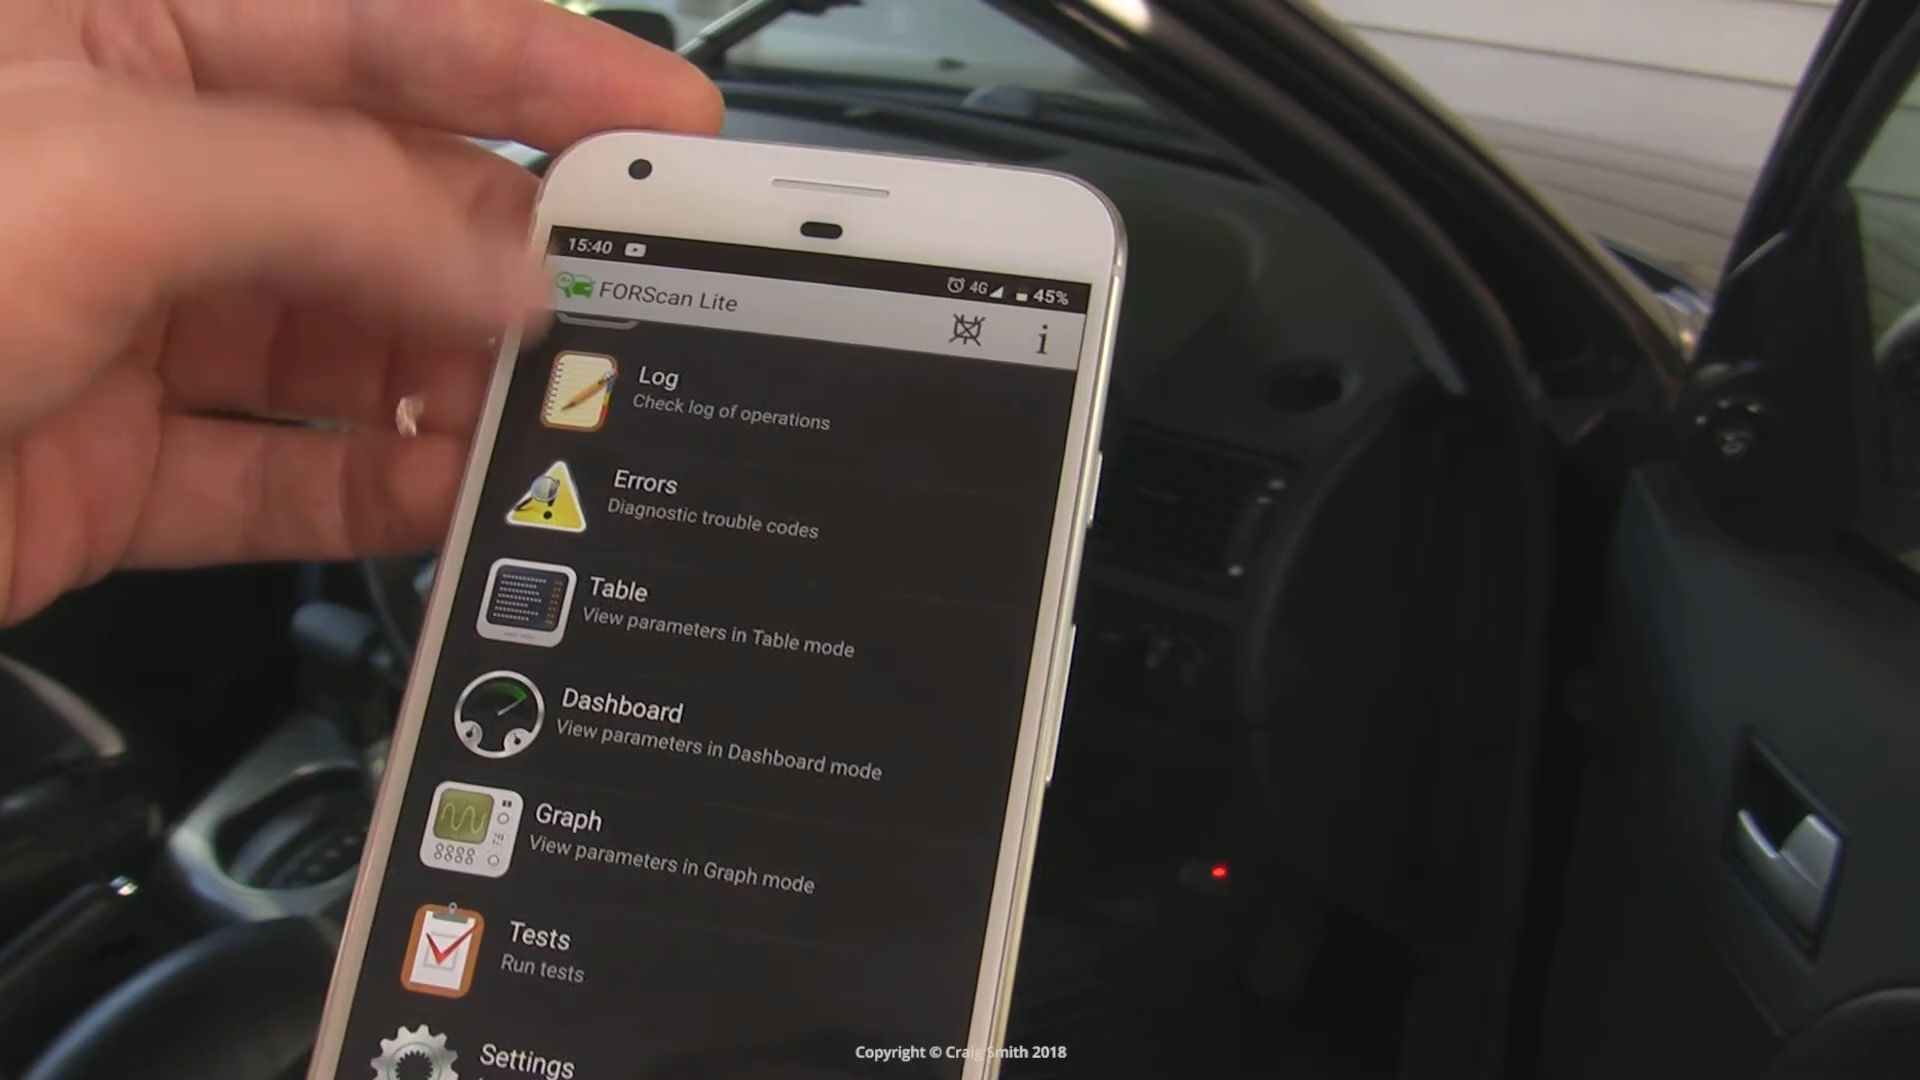 15:40
4G
45%
FORScan Lite
i
Log
Check log of operations
Errors
Diagnostic trouble codes
Table
View parameters in Table mode
Dashboard
View parameters in Dashboard mode
Graph
View parameters in Graph mode
Tests
Run tests
Settings
Copyright © Craig Smith 2018